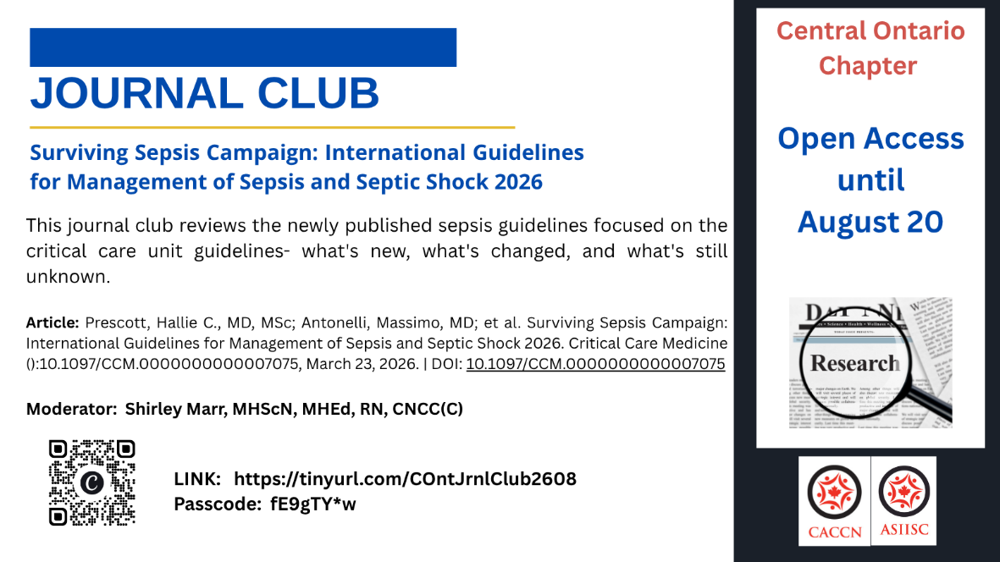 JOURNAL CLUB
Surviving Sepsis Campaign: International Guidelines
for Management of Sepsis and Septic Shock 2026
This journal club reviews the newly published sepsis guidelines focused on the
critical care unit guidelines- what's new, what's changed, and what's still
unknown.
Article: Prescott, Hallie C., MD, MSc; Antonelli, Massimo, MD; et al. Surviving Sepsis Campaign:
International Guidelines for Management of Sepsis and Septic Shock 2026. Critical Care Medicine
():10.1097/CCM.0000000000007075, March 23, 2026. | DOI: 10.1097/CCM.0000000000007075
Moderator: Shirley Marr, MHScN, MHEd, RN, CNCC(C)
LINK: https://tinyurl.com/COntJrnlClub2608
Passcode: fE9gTY*w
Central Ontario
Chapter
Open Access
until
August 20
Research
CACCN
ASIISC